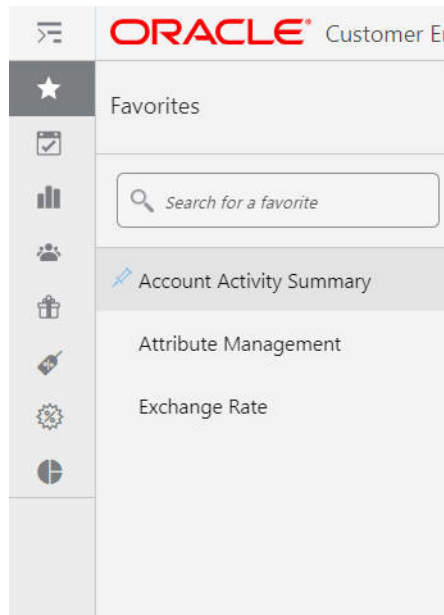 ORACLE® Customer
Favorites
Search for a favorite
Account Activity Summary
Attribute Management
Exchange Rate